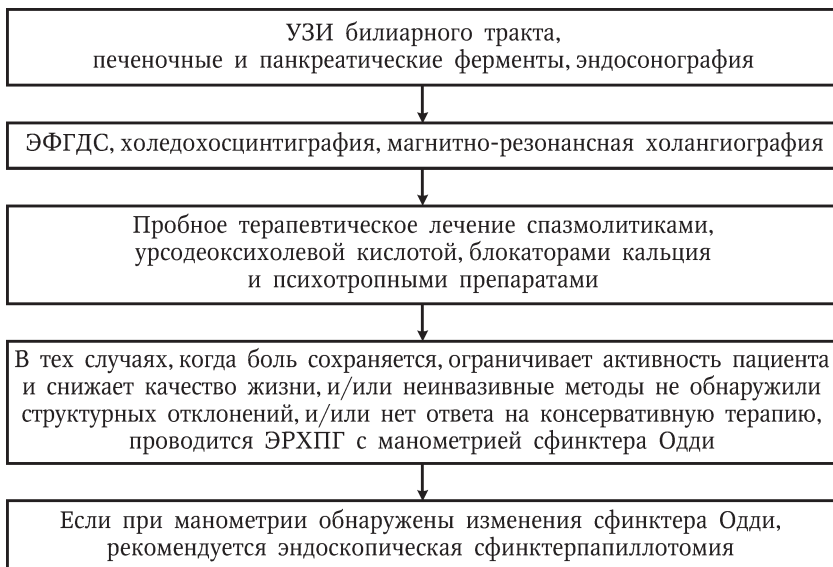 УЗИ билиарного тракта,
печеночные и панкреатические ферменты, эндосонография
ЭФГДС, холедохосцинтиграфия, магнитно-резонансная холангиография
Пробное терапевтическое лечение спазмолитиками,
урсодеоксихолевой кислотой, блокаторами кальция
и психотропными препаратами
В тех случаях, когда боль сохраняется, ограничивает активность пациента
и снижает качество жизни, и/или неинвазивные методы не обнаружили
структурных отклонений, и/или нет ответа на консервативную терапию,
проводится ЭРХПГ с манометрией сфинктера Одди
Если при манометрии обнаружены изменения сфинктера Одди,
рекомендуется эндоскопическая сфинктерпапиллотомия